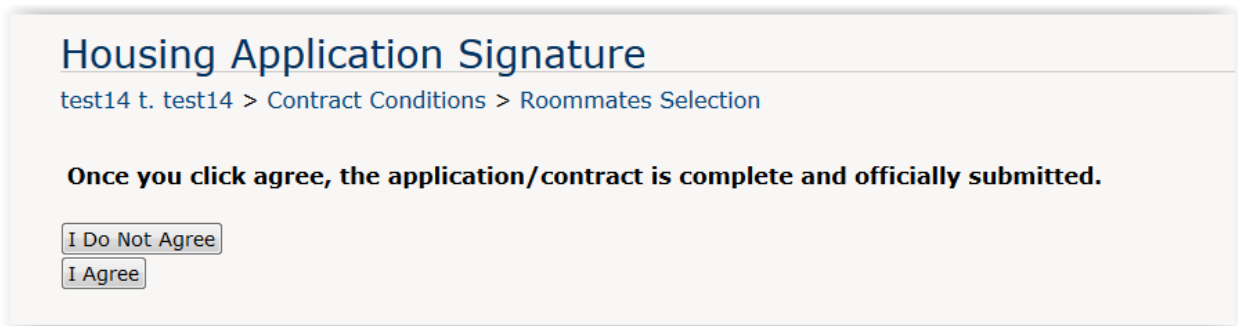 Housing Application Signature
test14 t. test14 > Contract Conditions > Roommates Selection
Once you click agree, the application/contract is complete and officially submitted.
I Do Not Agree
I Agree